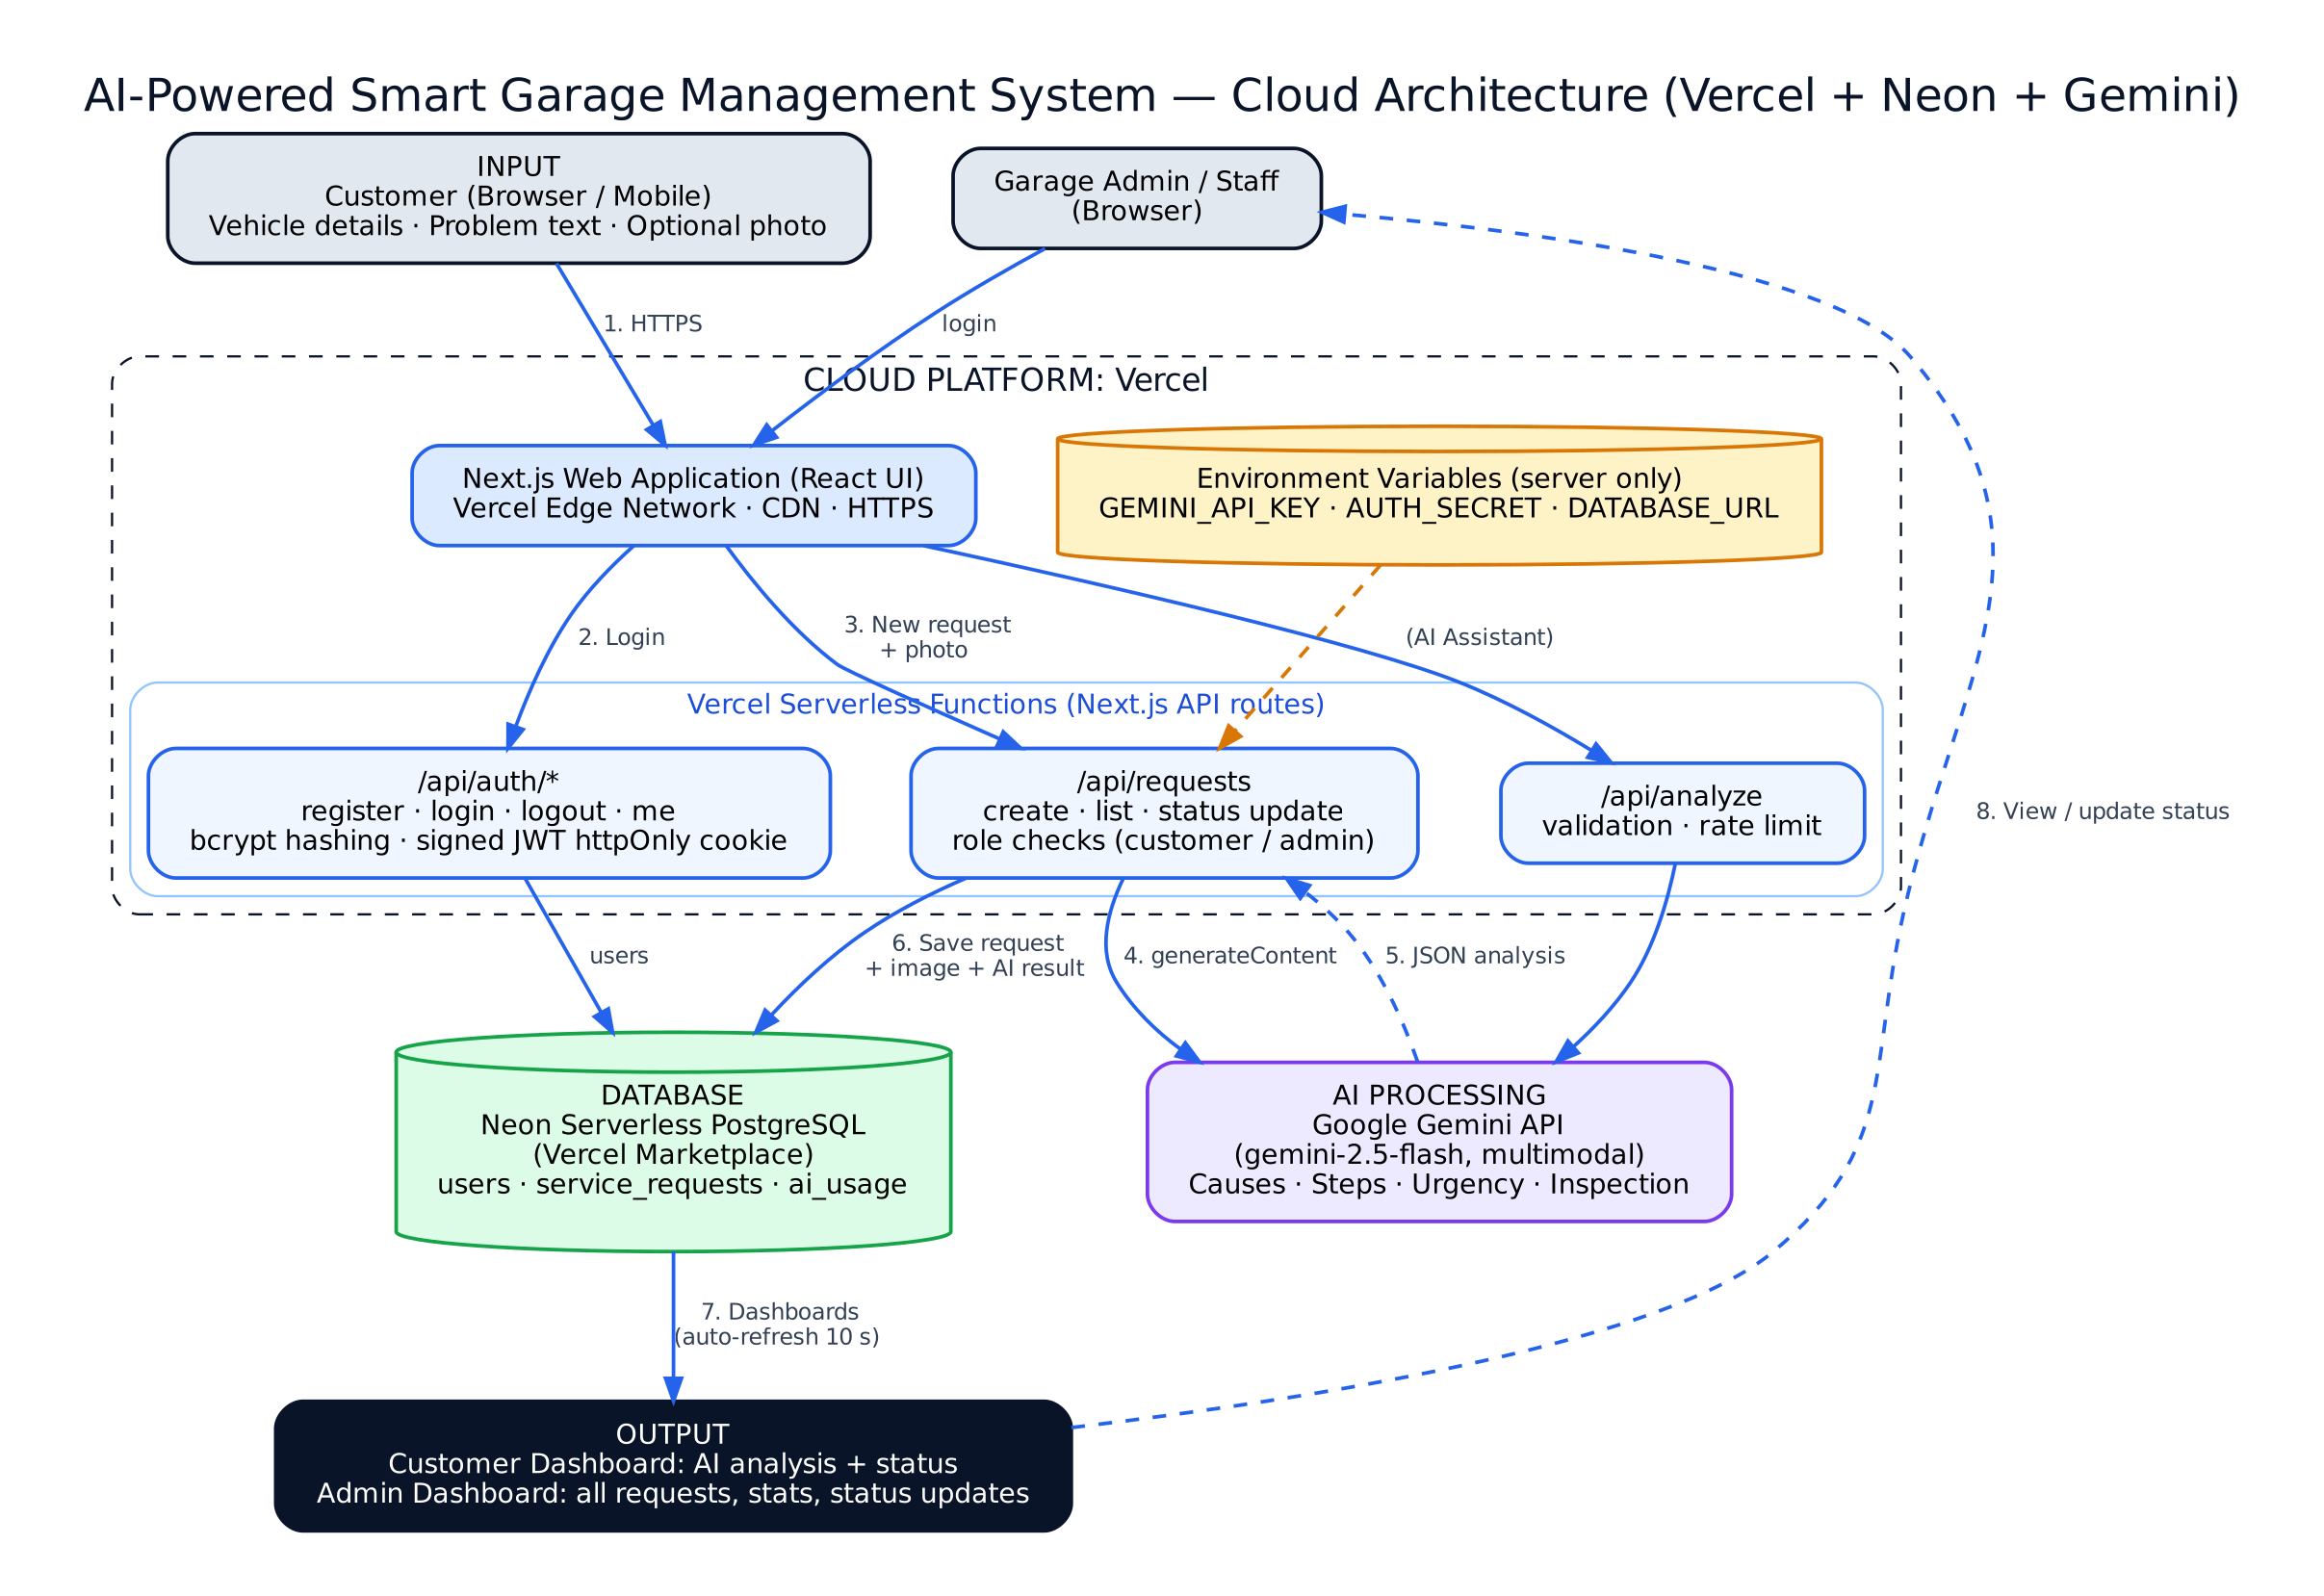 AI-Powered Smart Garage Management System — Cloud Architecture (Vercel + Neon + Gemini)
INPUT
Customer (Browser / Mobile)
Vehicle details · Problem text · Optional photo
Garage Admin / Staff
(Browser)
1. HTTPS
login
CLOUD PLATFORM: Vercel
Next.js Web Application (React UI)
Vercel Edge Network · CDN · HTTPS
Environment Variables (server only)
GEMINI_API_KEY · AUTH_SECRET · DATABASE_URL
2. Login
3. New request
+ photo
(AI Assistant)
Vercel Serverless Functions (Next.js API routes)
/api/auth/*
register · login · logout · me
bcrypt hashing · signed JWT httpOnly cookie
/api/requests
create · list · status update
role checks (customer / admin)
/api/analyze
validation · rate limit
8. View / update status
users
6. Save request
+ image + AI result
4. generateContent
5. JSON analysis
DATABASE
Neon Serverless PostgreSQL
(Vercel Marketplace)
users · service_requests · ai_usage
AI PROCESSING
Google Gemini API
(gemini-2.5-flash, multimodal)
Causes · Steps · Urgency · Inspection
7. Dashboards
(auto-refresh 10 s)
OUTPUT
Customer Dashboard: AI analysis + status
Admin Dashboard: all requests, stats, status updates